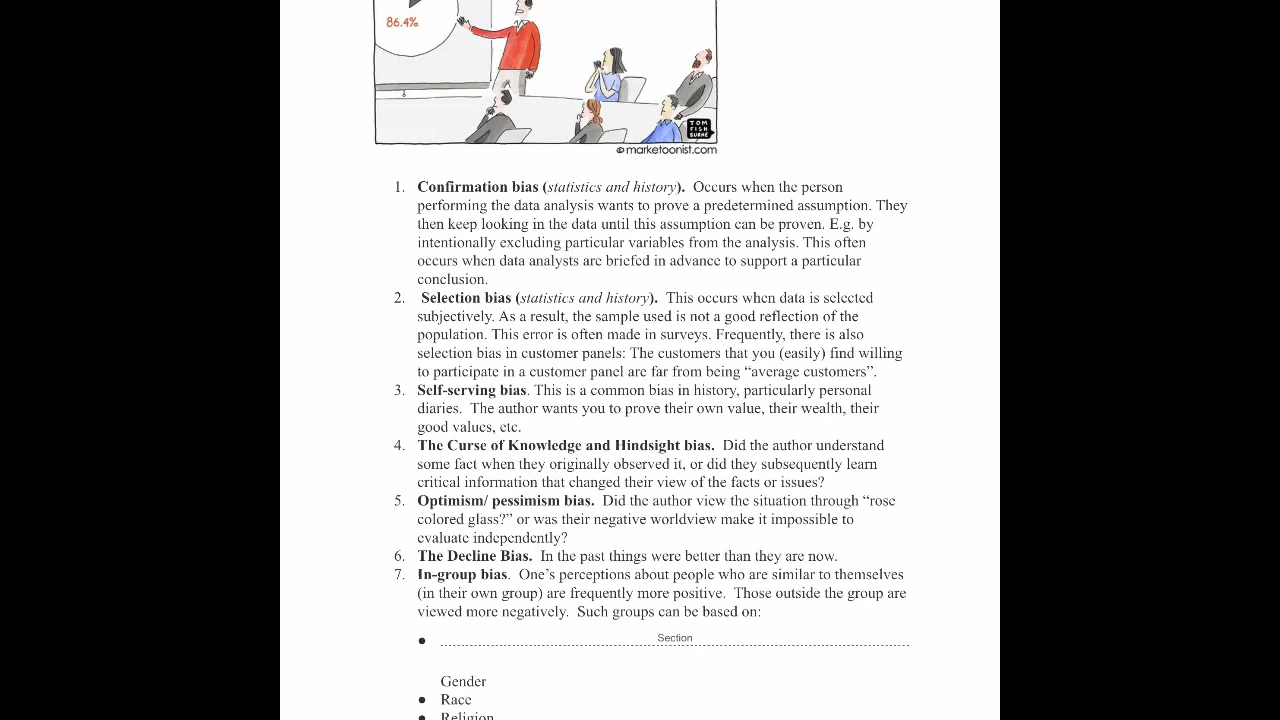 86.4%
TOM
FISH
BURNE
© marketoonist.com
1. Confirmation bias (statistics and history). Occurs when the person
performing the data analysis wants to prove a predetermined assumption. They
then keep looking in the data until this assumption can be proven. E.g. by
intentionally excluding particular variables from the analysis. This often
occurs when data analysts are briefed in advance to support a particular
conclusion.
2. Selection bias (statistics and history). This occurs when data is selected
subjectively. As a result, the sample used is not a good reflection of the
population. This error is often made in surveys. Frequently, there is also
selection bias in customer panels: The customers that you (easily) find willing
to participate in a customer panel are far from being “average customers”.
3. Self-serving bias. This is a common bias in history, particularly personal
diaries. The author wants you to prove their own value, their wealth, their
good values, etc.
4. The Curse of Knowledge and Hindsight bias. Did the author understand
some fact when they originally observed it, or did they subsequently learn
critical information that changed their view of the facts or issues?
5. Optimism/ pessimism bias. Did the author view the situation through “rose
colored glass?” or was their negative worldview make it impossible to
evaluate independently?
6. The Decline Bias. In the past things were better than they are now.
7. In-group bias. One’s perceptions about people who are similar to themselves
(in their own group) are frequently more positive. Those outside the group are
viewed more negatively. Such groups can be based on:
● Section
Gender
● Race
● Religion